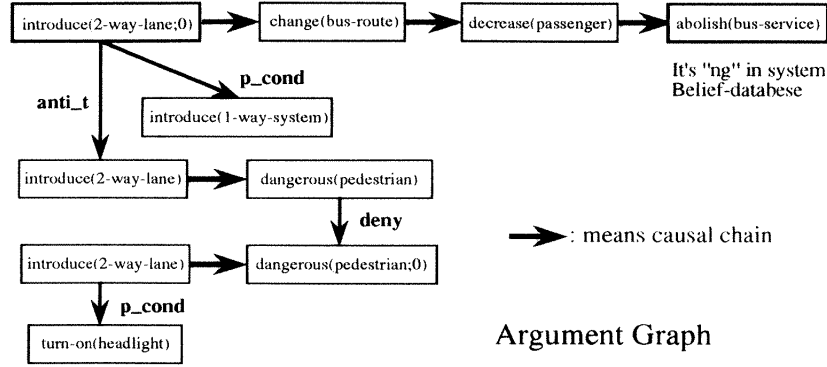 introduce(2-way-lane;0)
change(bus-route)
decrease(passenger)
abolish(bus-service)
It's "ng" in system
Belief-databese
anti_t
p_cond
introduce(1-way-system)
introduce(2-way-lane)
dangerous(pedestrian)
deny
: means causal chain
introduce(2-way-lane)
dangerous(pedestrian;0)
p_cond
turn-on(headlight)
Argument Graph